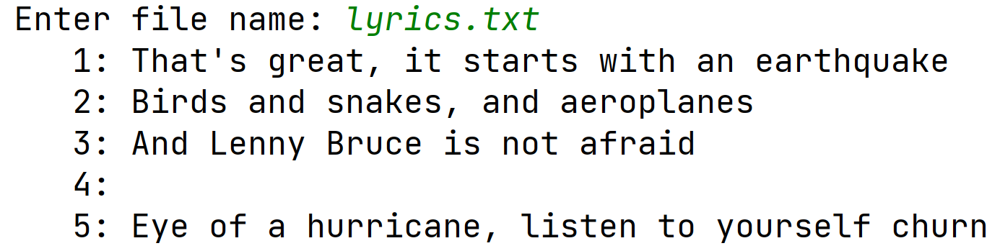 Enter file name: lyrics.txt
1: That's great, it starts with an earthquake
2: Birds and snakes, and aeroplanes
3: And Lenny Bruce is not afraid
4:
5: Eye of a hurricane, listen to yourself churn